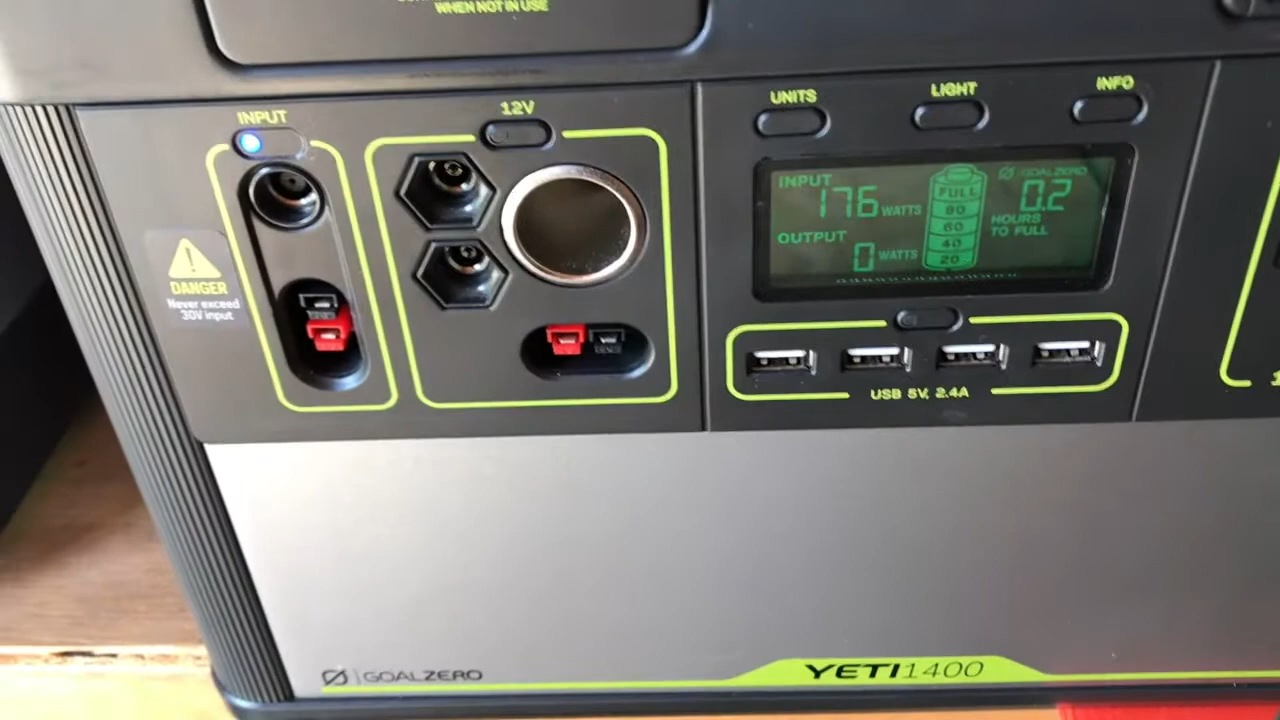 WHEN NOT IN USE
INPUT
12V
UNITS
LIGHT
INFO
DANGER
Never exceed
30V input
INPUT
176 WATTS
OUTPUT
0 WATTS
FULL
80
60
40
20
GOALZERO
0.2
HOURS
TO FULL
USB 5V, 2.4A
GOALZERO
YETI1400